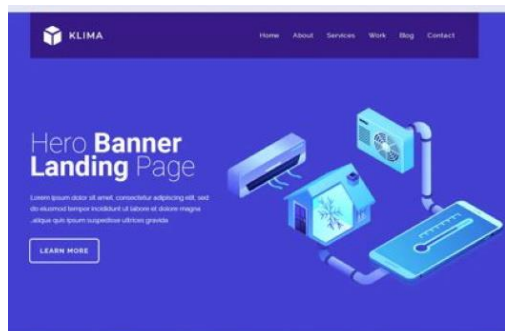 KLIMA
Home About Services Work Blog Contact
Hero Banner
Landing Page
Lorem ipsum dolor sit amet, consectetur adipiscing elit, sed
do eiusmod tempor incididunt ut labore et dolore magna
.aliqua quis ipsum suspedisse ultrices gravida
LEARN MORE